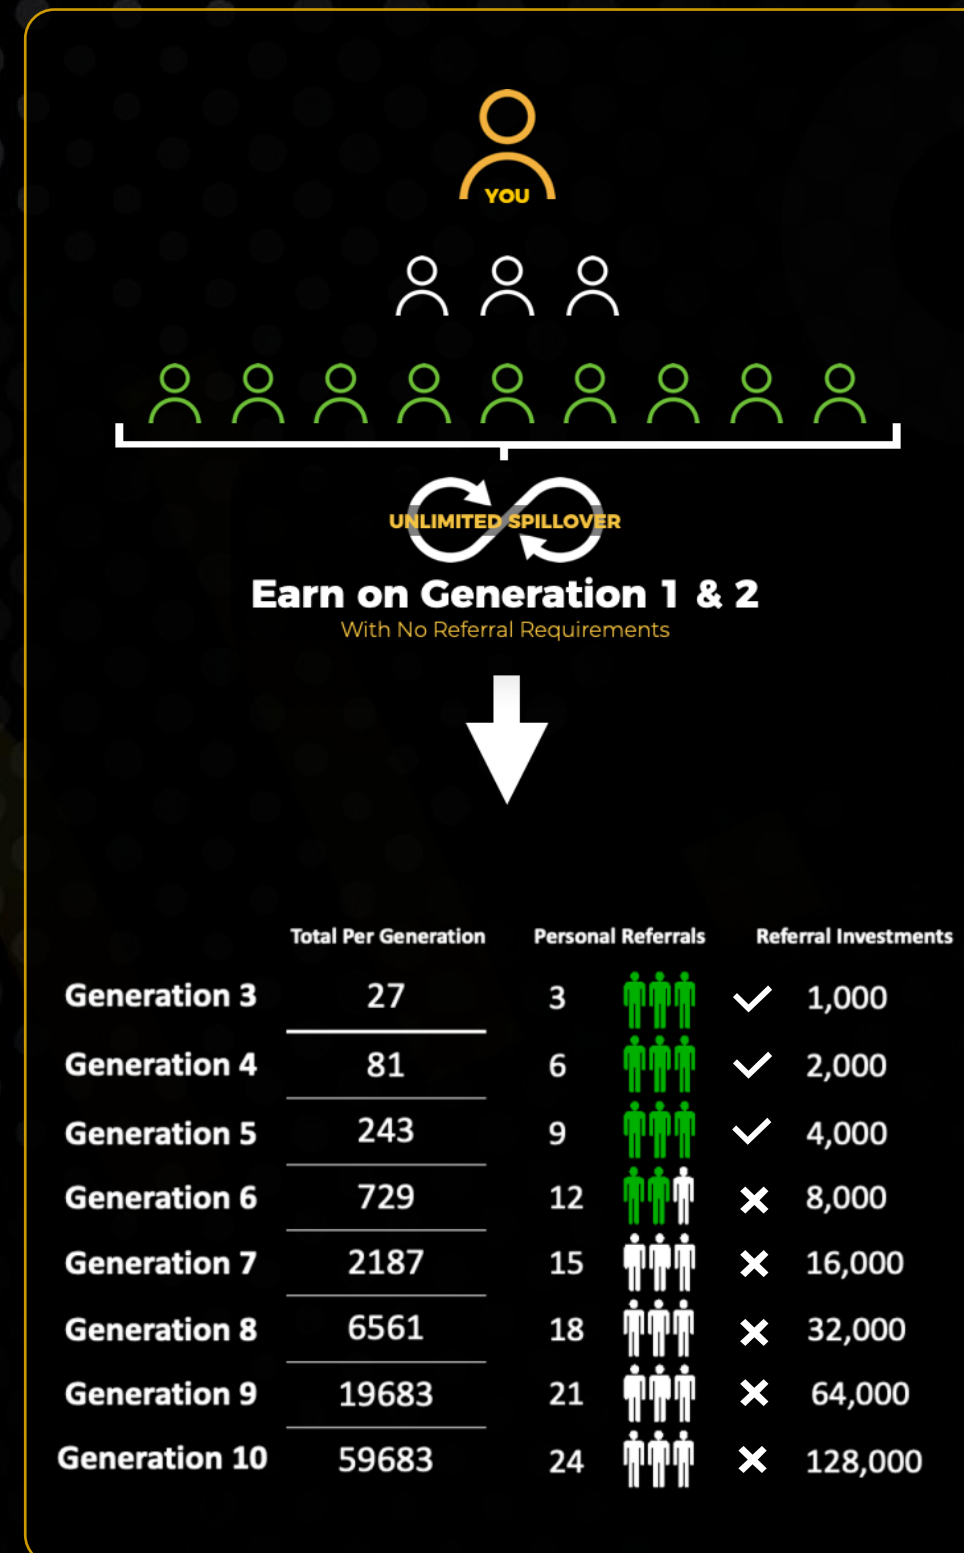 YOU
UNLIMITED SPILLOVER
Earn on Generation 1 & 2
With No Referral Requirements
Total Per Generation Personal Referrals Referral Investments
Generation 3 27 3 1,000
Generation 4 81 6 2,000
Generation 5 243 9 4,000
Generation 6 729 12 8,000
Generation 7 2187 15 16,000
Generation 8 6561 18 32,000
Generation 9 19683 21 64,000
Generation 10 59683 24 128,000